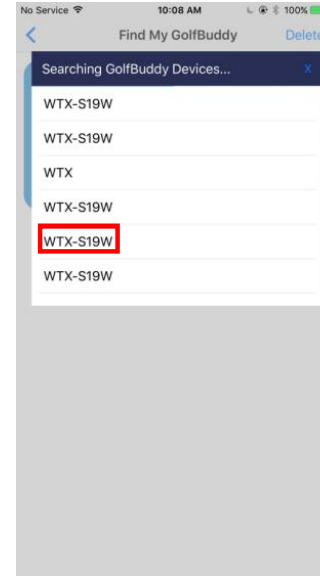 No Service 10:08 AM 100%
Find My GolfBuddy Delete
Searching GolfBuddy Devices... X
WTX-S19W
WTX-S19W
WTX
WTX-S19W
WTX-S19W
WTX-S19W